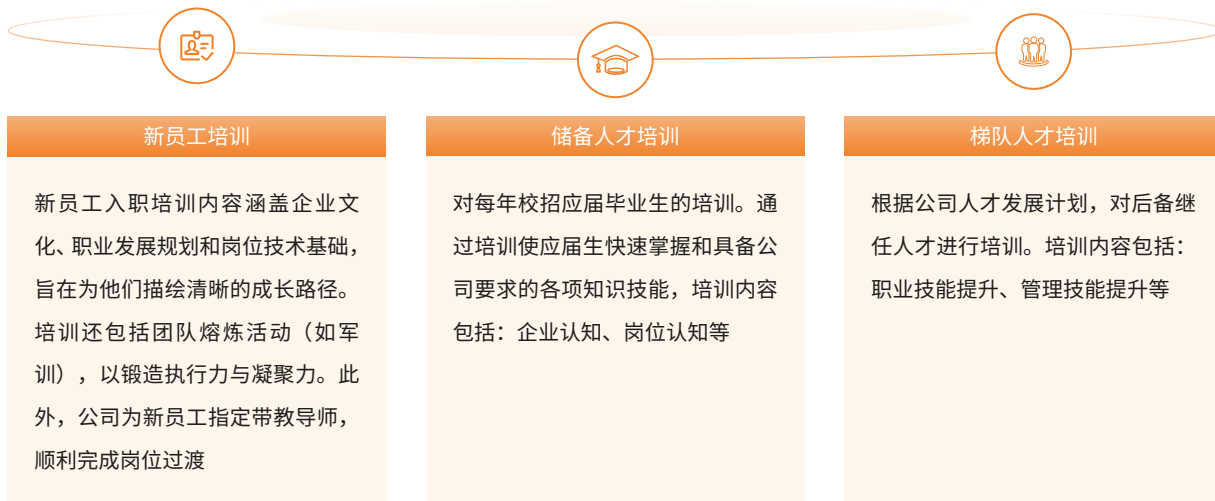 新员工培训
新员工入职培训内容涵盖企业文
化、职业发展规划和岗位技术基础，
旨在为他们描绘清晰的成长路径。
培训还包括团队熔炼活动（如军
训），以锻造执行力与凝聚力。此
外，公司为新员工指定带教导师，
顺利完成岗位过渡
储备人才培训
对每年校招应届毕业生的培训。通
过培训使应届生快速掌握和具备公
司要求的各项知识技能，培训内容
包括：企业认知、岗位认知等
梯队人才培训
根据公司人才发展计划，对后备继
任人才进行培训。培训内容包括：
职业技能提升、管理技能提升等